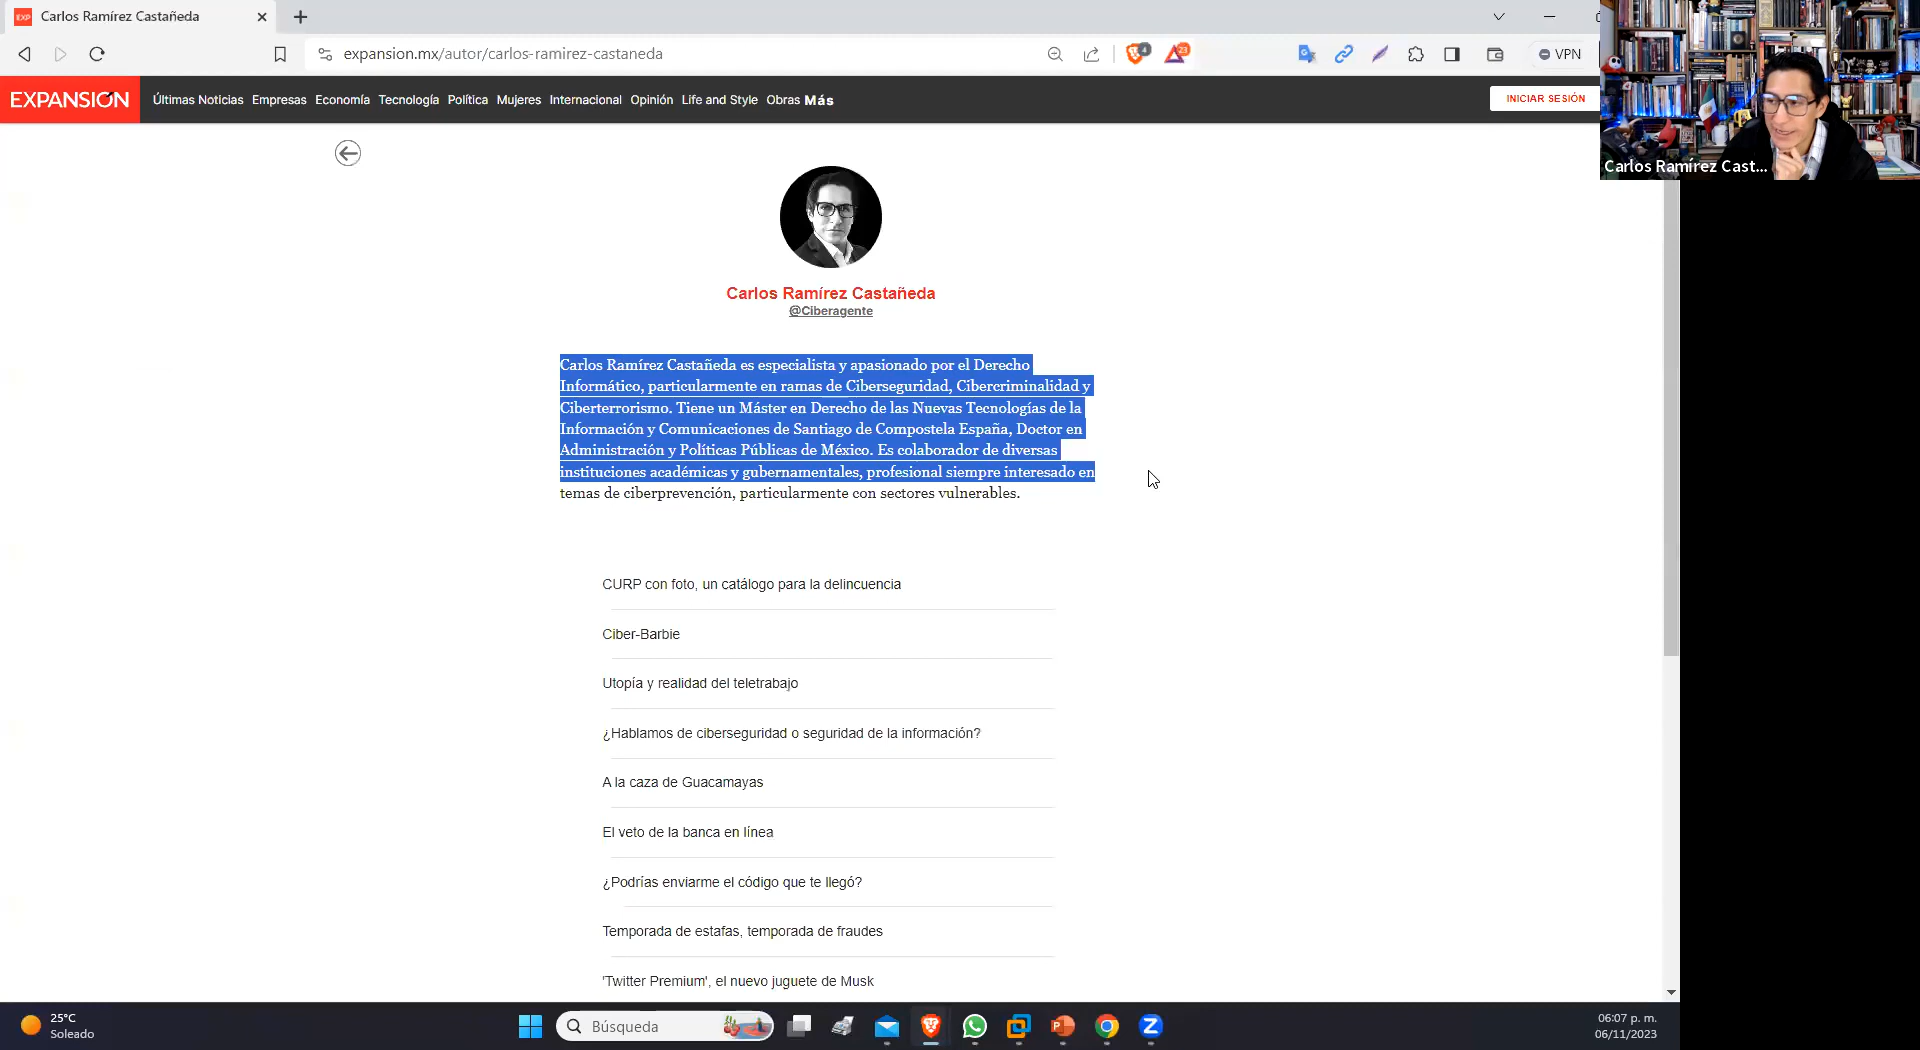 EXP Carlos Ramírez Castañeda
expansion.mx/autor/carlos-ramirez-castaneda
4
23
VPN
EXPANSIÓN
Últimas Noticias Empresas Economía Tecnología Política Mujeres Internacional Opinión Life and Style Obras Más
INICIAR SESIÓN
Carlos Ramírez Cast...
Carlos Ramírez Castañeda
@Ciberagente
Carlos Ramírez Castañeda es especialista y apasionado por el Derecho
Informático, particularmente en ramas de Ciberseguridad, Cibercriminalidad y
Ciberterrorismo. Tiene un Máster en Derecho de las Nuevas Tecnologías de la
Información y Comunicaciones de Santiago de Compostela España, Doctor en
Administración y Políticas Públicas de México. Es colaborador de diversas
instituciones académicas y gubernamentales, profesional siempre interesado en
temas de ciberprevención, particularmente con sectores vulnerables.
CURP con foto, un catálogo para la delincuencia
Ciber-Barbie
Utopía y realidad del teletrabajo
¿Hablamos de ciberseguridad o seguridad de la información?
A la caza de Guacamayas
El veto de la banca en línea
¿Podrías enviarme el código que te llegó?
Temporada de estafas, temporada de fraudes
'Twitter Premium', el nuevo juguete de Musk
25°C
Soleado
Búsqueda
06:07 p. m.
06/11/2023